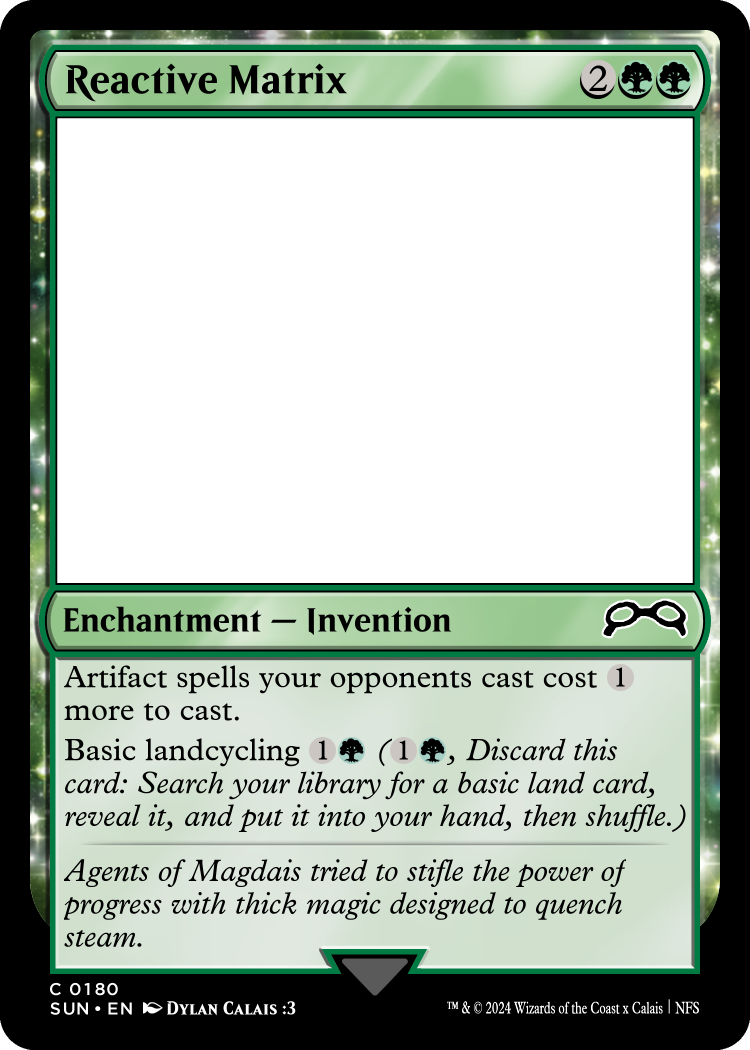 Reactive Matrix 2
Enchantment — Invention
Artifact spells your opponents cast cost 1
more to cast.
Basic landcycling 1 (1, Discard this
card: Search your library for a basic land card,
reveal it, and put it into your hand, then shuffle.)
Agents of Magdais tried to stifle the power of
progress with thick magic designed to quench
steam.
C 0180
SUN • EN DYLAN CALAIS :3
™ & © 2024 Wizards of the Coast x Calais | NFS